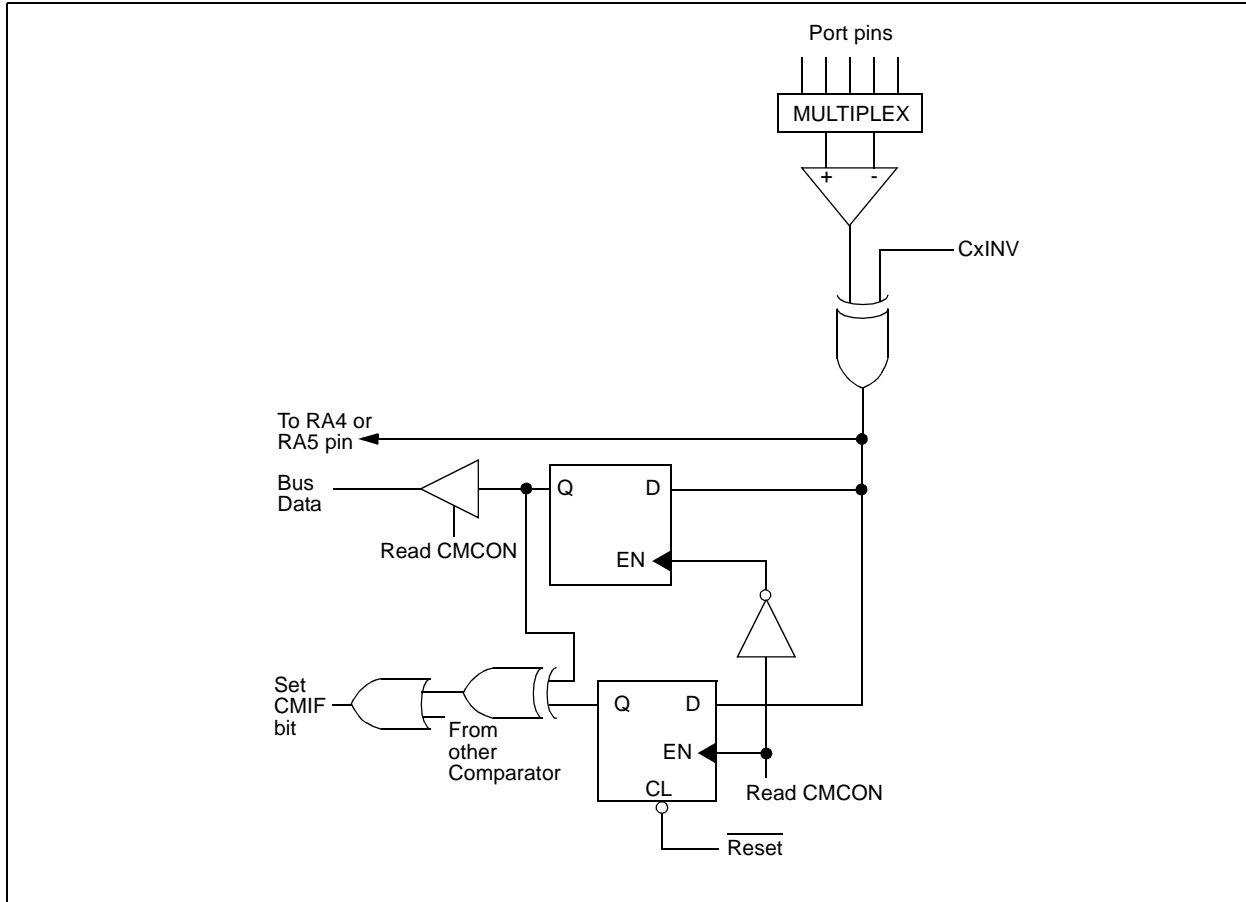 Port pins
MULTIPLEX
+ -
CxINV
To RA4 or
RA5 pin
Bus
Data
Q D
EN
Read CMCON
Set
CMIF
bit
From
other
Comparator
Q D
EN
CL
Read CMCON
Reset